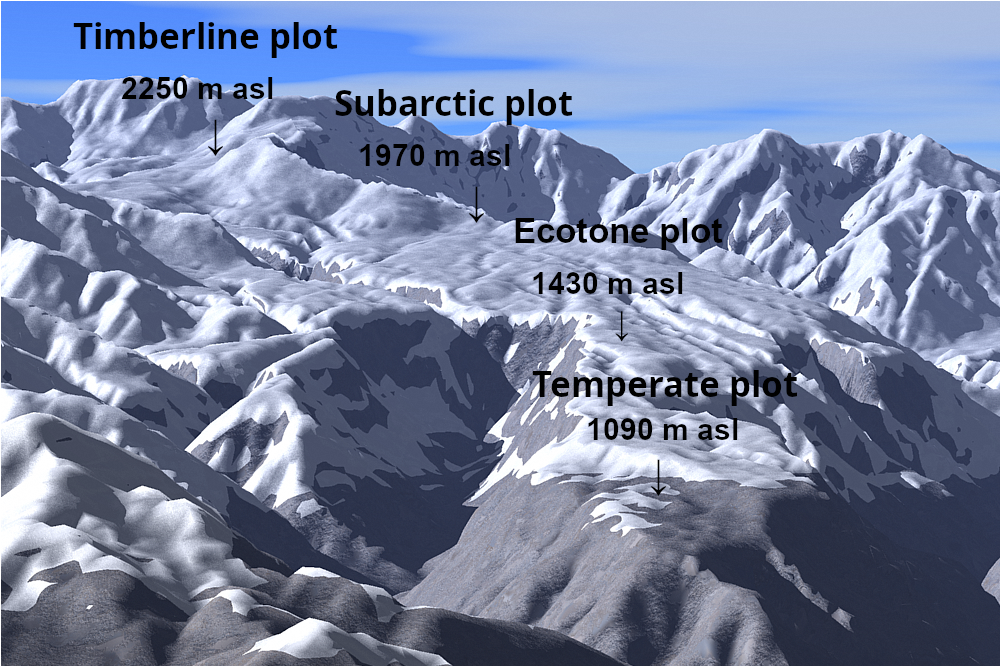 Timberline plot
2250 m asl
Subarctic plot
1970 m asl
Ecotone plot
1430 m asl
Temperate plot
1090 m asl